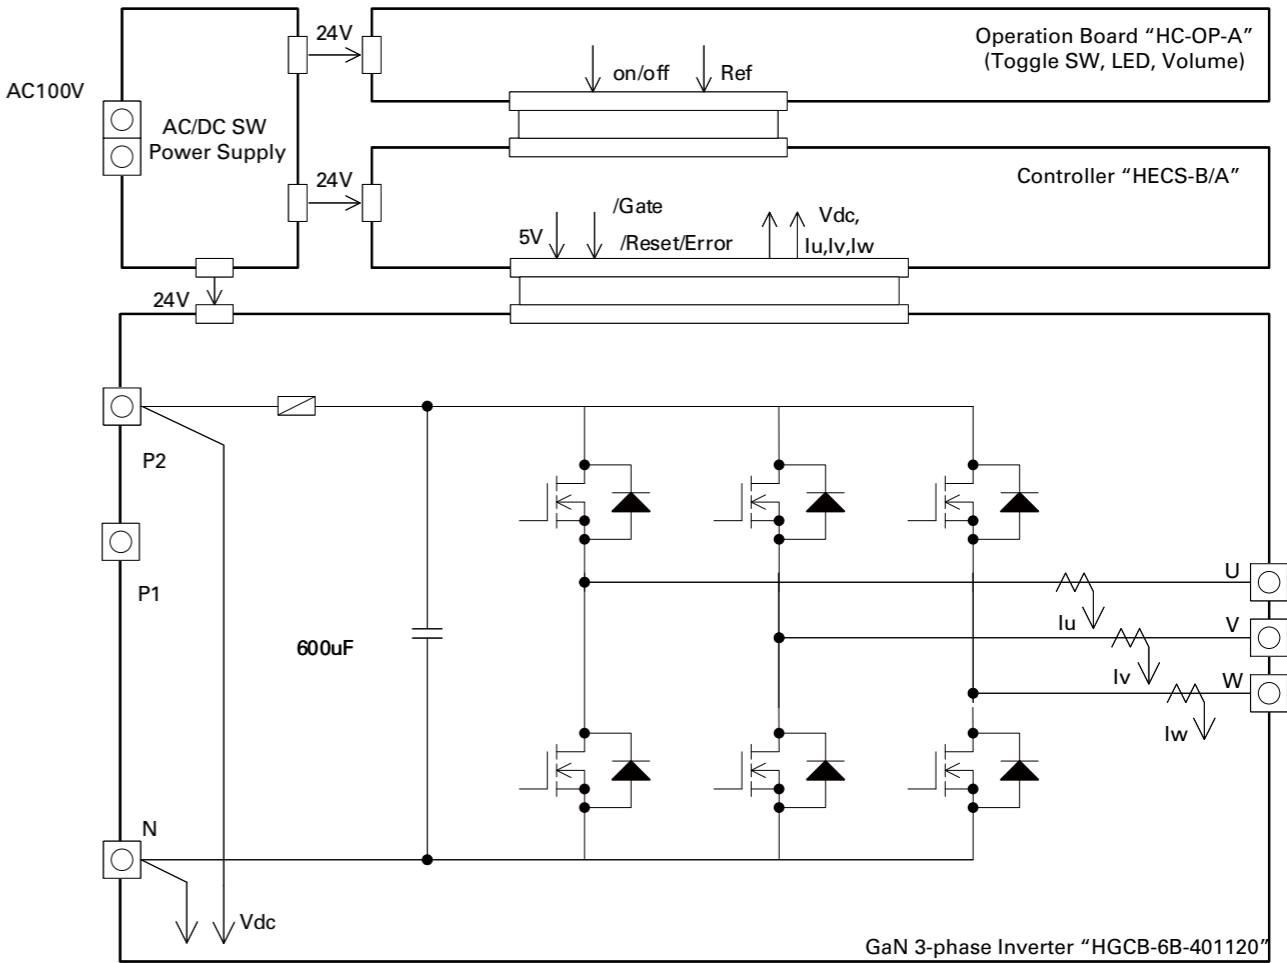 24V
Operation Board “HC-OP-A”
(Toggle SW, LED, Volume)
on/off
Ref
AC100V
AC/DC SW
Power Supply
24V
Controller “HECS-B/A”
/Gate
Vdc,
5V
/Reset/Error
Iu,Iv,Iw
24V
P2
P1
U
Iu
V
600uF
Iv
W
Iw
N
Vdc
GaN 3-phase Inverter “HGCB-6B-401120”